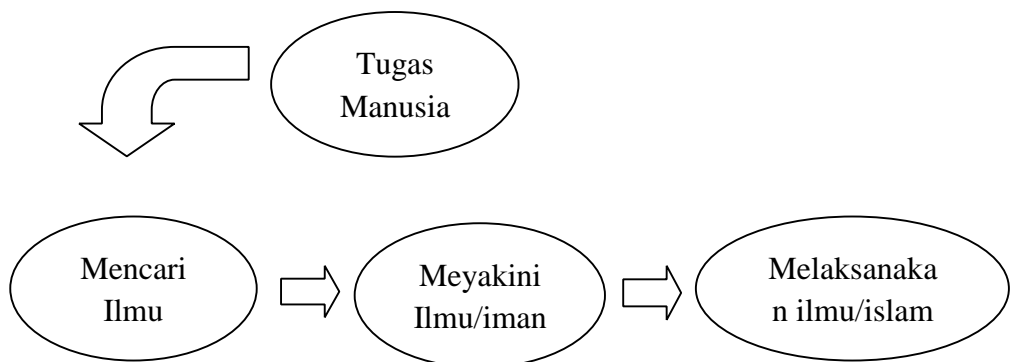 Tugas
Manusia
Mencari
Ilmu
Meyakini
Ilmu/iman
Melaksanaka
n ilmu/islam